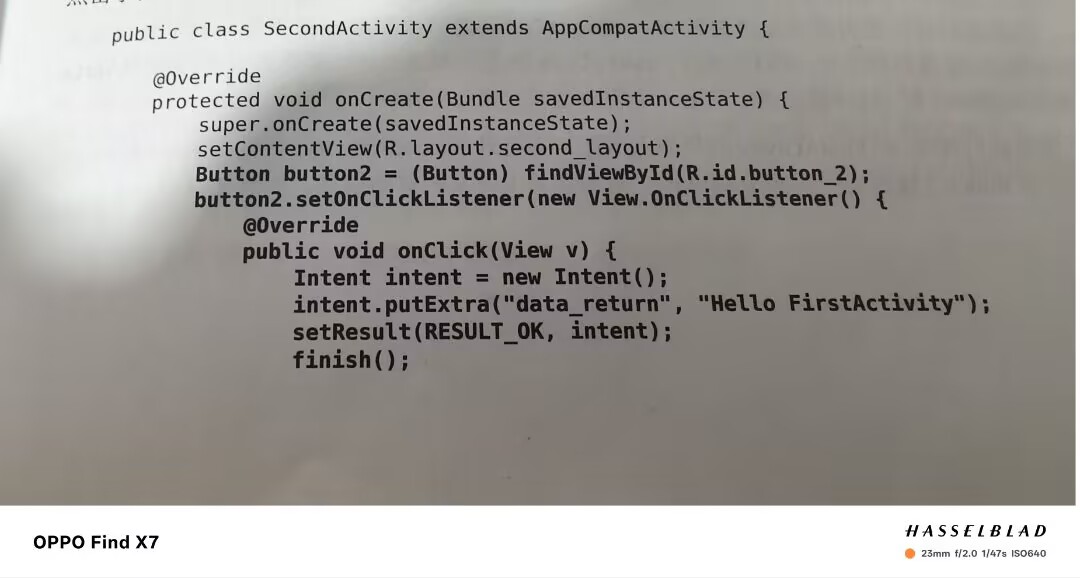 public class SecondActivity extends AppCompatActivity {
@Override
protected void onCreate(Bundle savedInstanceState) {
super.onCreate(savedInstanceState);
setContentView(R.layout.second_layout);
Button button2 = (Button) findViewById(R.id.button_2);
button2.setOnClickListener(new View.OnClickListener() {
@Override
public void onClick(View v) {
Intent intent = new Intent();
intent.putExtra("data_return", "Hello FirstActivity");
setResult(RESULT_OK, intent);
finish();
OPPO Find X7
HASSELBLAD
23mm f/2.0 1/47s ISO640